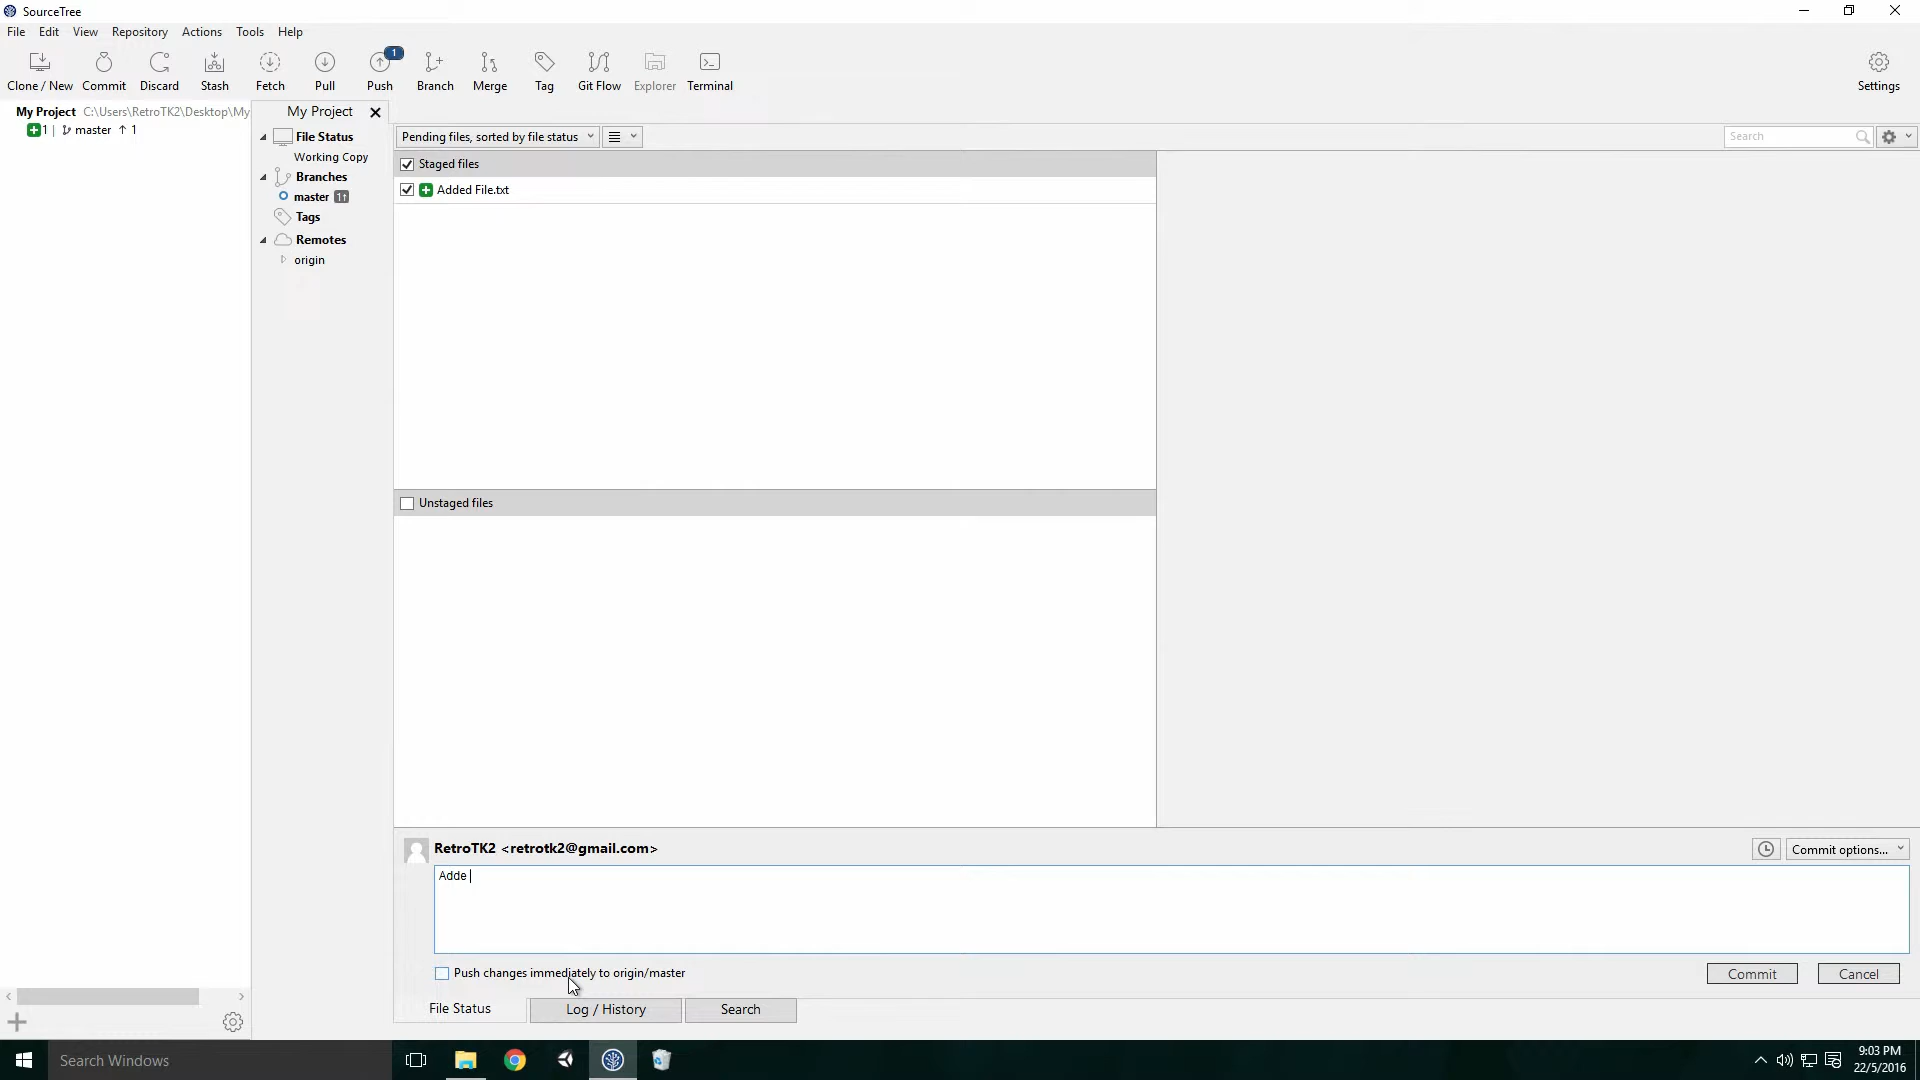 SourceTree
File Edit View Repository Actions Tools Help
1
Clone / New Commit Discard Stash Fetch Pull Push Branch Merge Tag Git Flow Explorer Terminal Settings
My Project C:\Users\RetroTK2\Desktop\My
1 | master ↑ 1
My Project
File Status
Working Copy
Branches
master 1↑
Tags
Remotes
origin
Pending files, sorted by file status
Search
Staged files
Added File.txt
Unstaged files
RetroTK2 <retrotk2@gmail.com>
Commit options...
Adde
Push changes immediately to origin/master
Commit Cancel
File Status Log / History Search
Search Windows
9:03 PM
22/5/2016